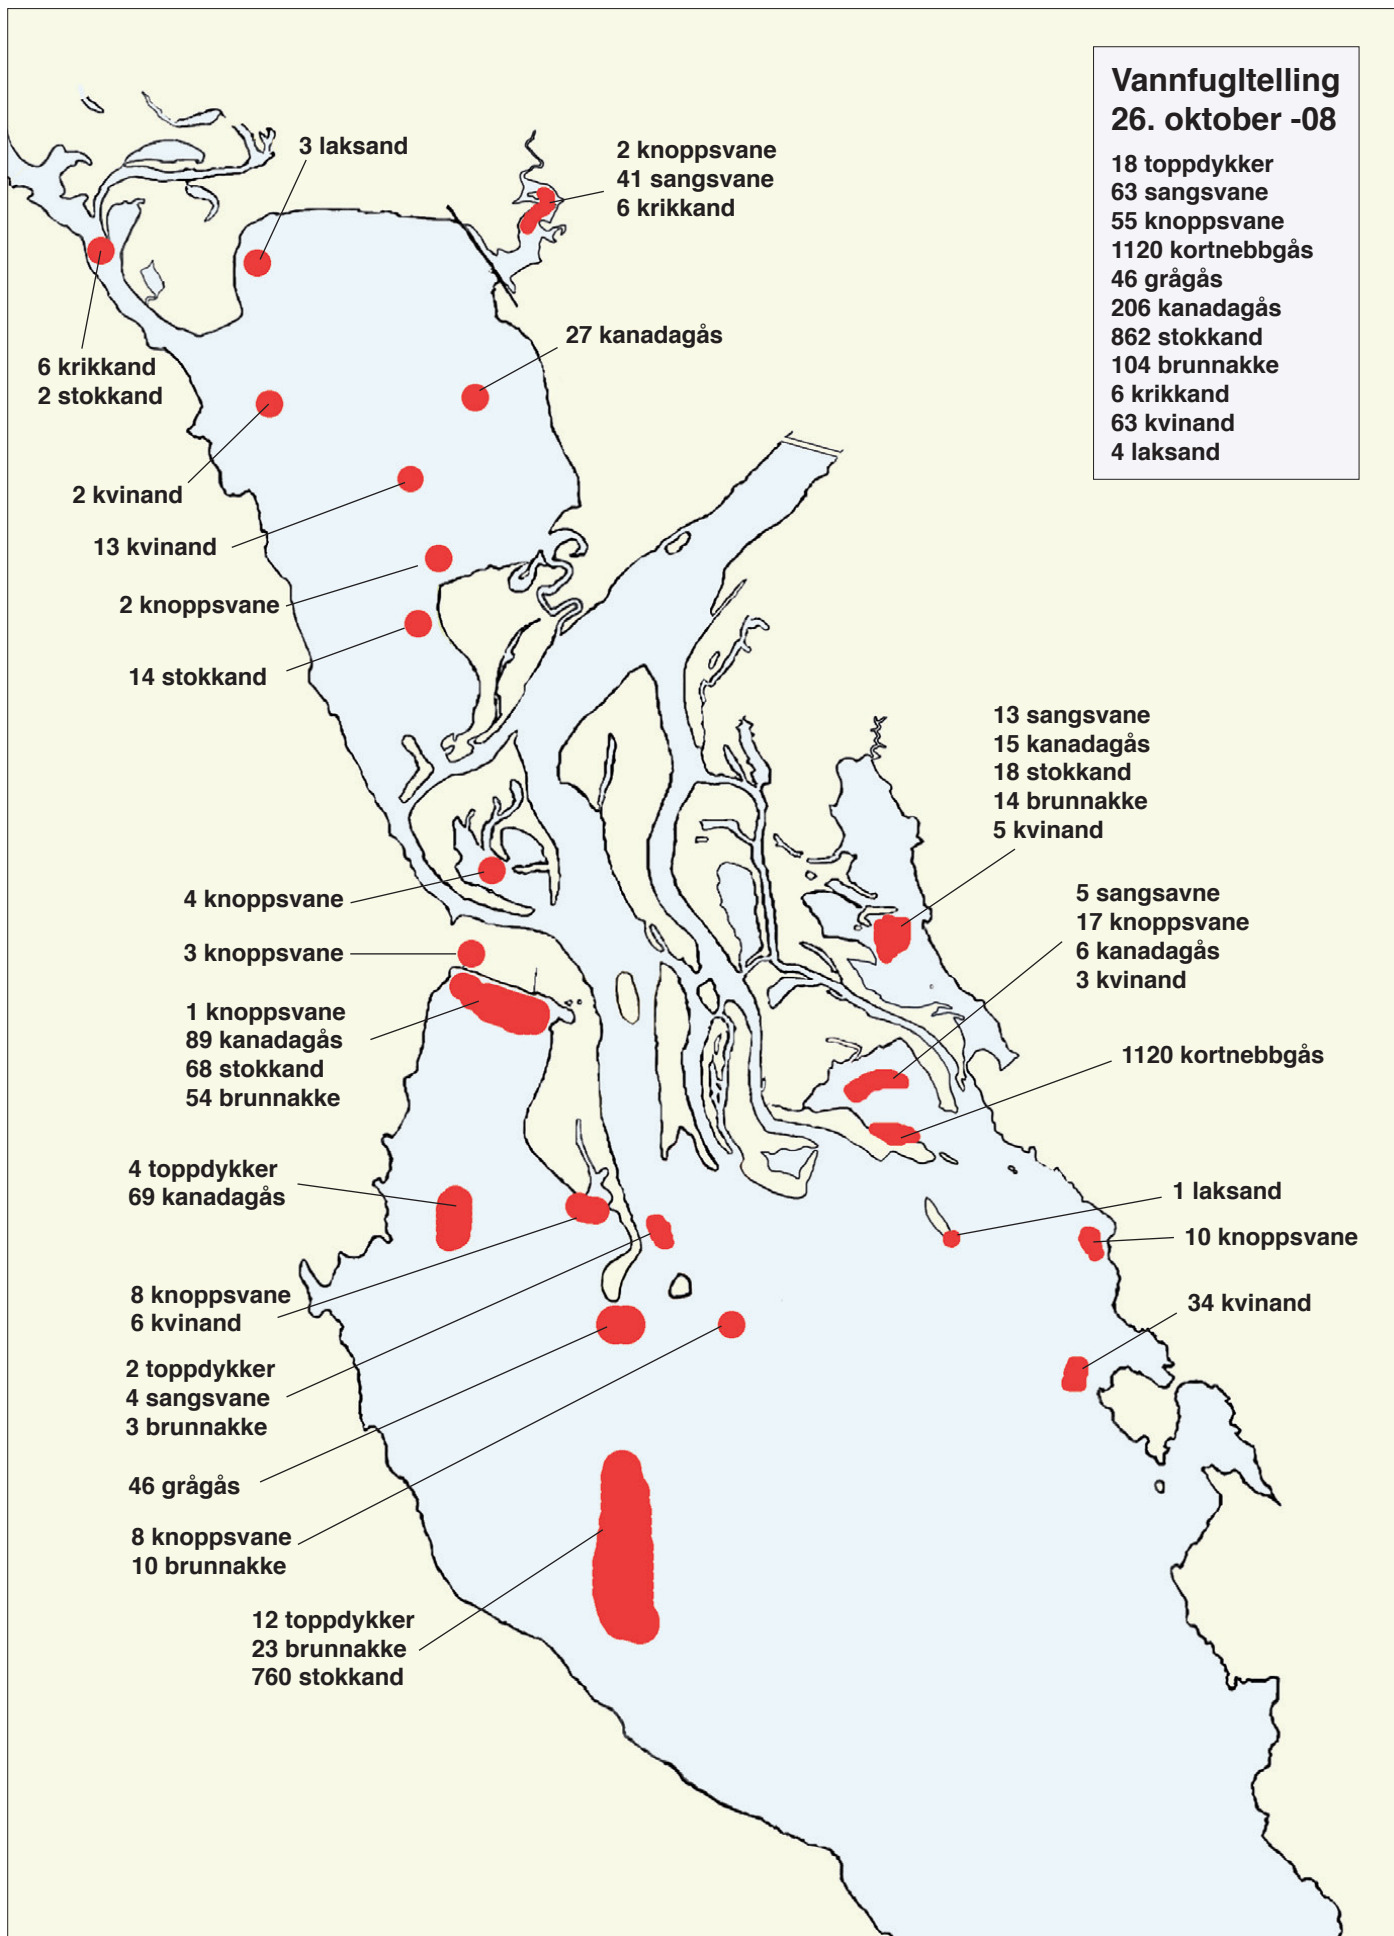 Vannfugltelling
26. oktober -08
18 toppdykker
63 sangsvane
55 knoppsvane
1120 kortnebbgås
46 grågås
206 kanadagås
862 stokkand
104 brunnakke
6 krikkand
63 kvinand
4 laksand
3 laksand
2 knoppsvane
41 sangsvane
6 krikkand
6 krikkand
2 stokkand
27 kanadagås
2 kvinand
13 kvinand
2 knoppsvane
14 stokkand
13 sangsvane
15 kanadagås
18 stokkand
14 brunnakke
5 kvinand
4 knoppsvane
5 sangsavne
17 knoppsvane
6 kanadagås
3 kvinand
3 knoppsvane
1 knoppsvane
89 kanadagås
68 stokkand
54 brunnakke
1120 kortnebbgås
4 toppdykker
69 kanadagås
1 laksand
10 knoppsvane
8 knoppsvane
6 kvinand
34 kvinand
2 toppdykker
4 sangsvane
3 brunnakke
46 grågås
8 knoppsvane
10 brunnakke
12 toppdykker
23 brunnakke
760 stokkand